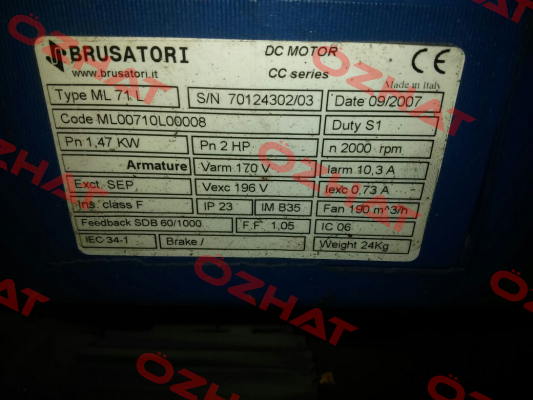 BRUSATORI DC MOTOR CE
www.brusatori.it CC series Made in Italy
Type ML 71 L S/N 70124302/03 Date 09/2007
Code ML00710L00008 Duty S1
Pn 1,47 KW Pn 2 HP n 2000 rpm
Armature Varm 170 V Iarm 10,3 A
Exct. SEP Vexc 196 V Iexc 0,73 A
Ins. class F IP 23 IM B35 Fan 190 m^3/h
Feedback SDB 60/1000 F.F. 1,05 IC 06
IEC 34-1 Brake / Weight 24Kg
OZHAT
OZHAT
OZHAT
OZHAT
OZHAT
OZHAT